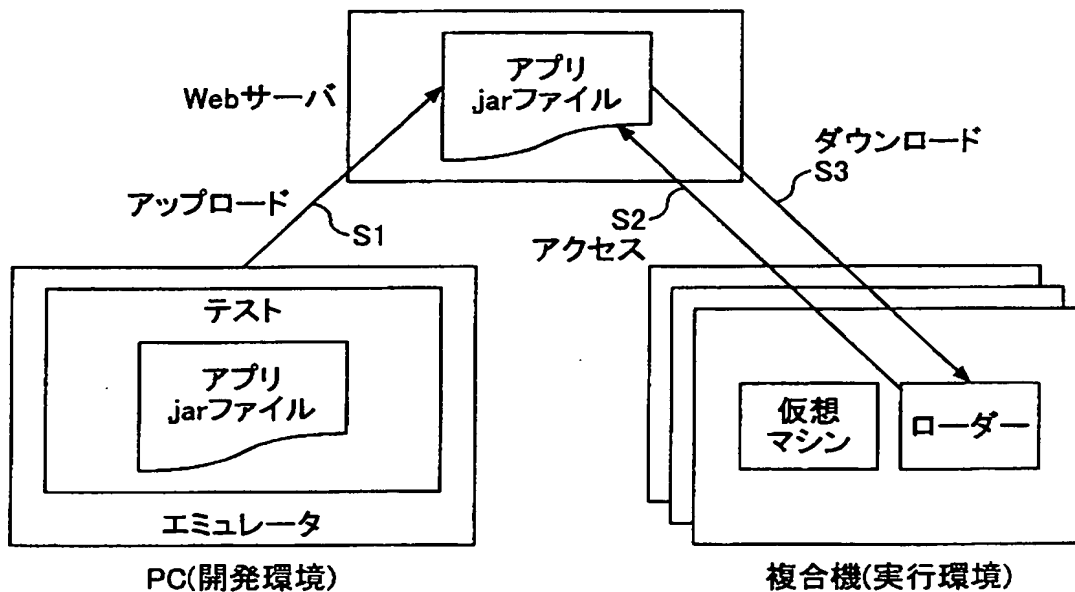 アプリ
jarファイル
Webサーバ
ダウンロード
S3
アップロード
S1
S2
アクセス
テスト
アプリ
jarファイル
エミュレータ
仮想
マシン
ローダー
PC(開発環境)
複合機(実行環境)